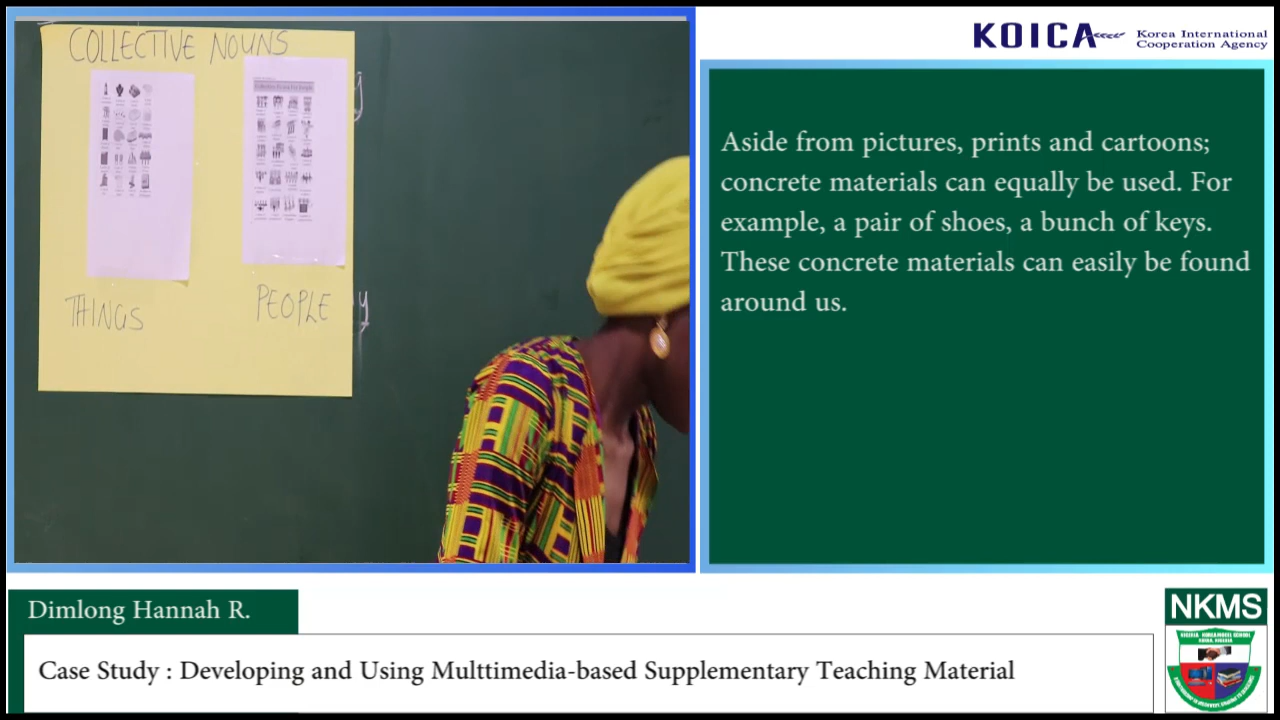 COLLECTIVE NOUNS
THINGS
PEOPLE
y
KOICA
Korea International
Cooperation Agency
Aside from pictures, prints and cartoons;
concrete materials can equally be used. For
example, a pair of shoes, a bunch of keys.
These concrete materials can easily be found
around us.
Dimlong Hannah R.
Case Study : Developing and Using Multtimedia-based Supplementary Teaching Material
NKMS